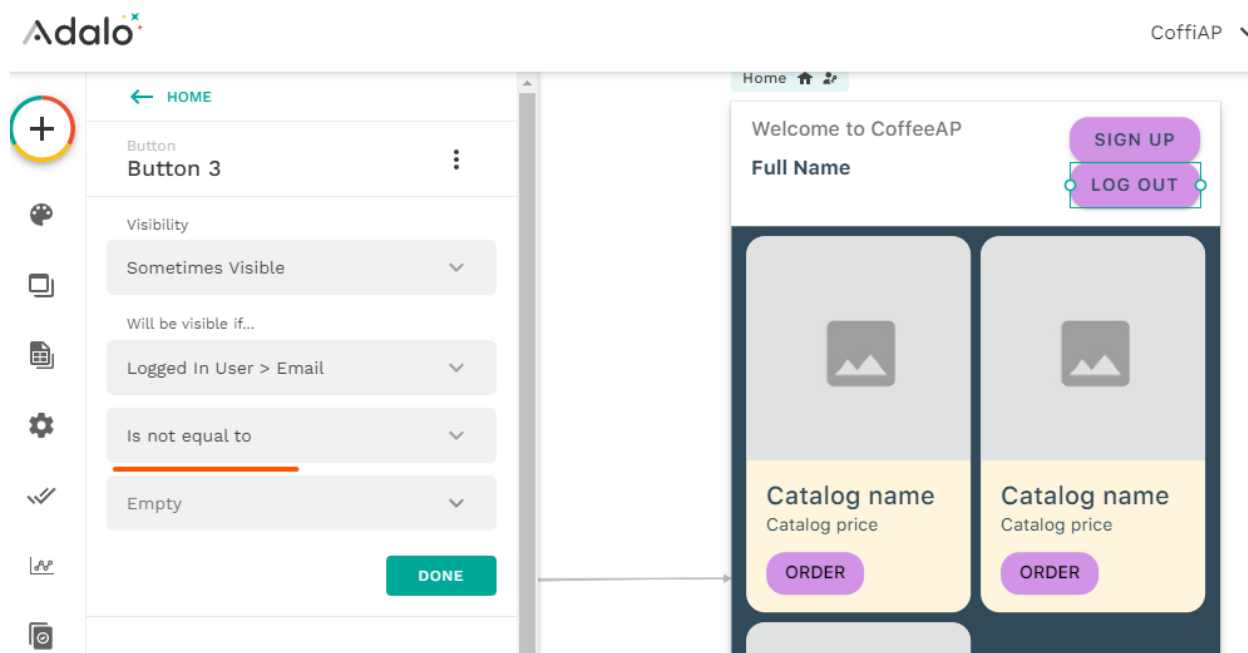 Adalo
CoffiAP
HOME
Button
Button 3
Visibility
Sometimes Visible
Will be visible if...
Logged In User > Email
Is not equal to
Empty
DONE
Home
Welcome to CoffeeAP
Full Name
SIGN UP
LOG OUT
Catalog name
Catalog price
ORDER
Catalog name
Catalog price
ORDER